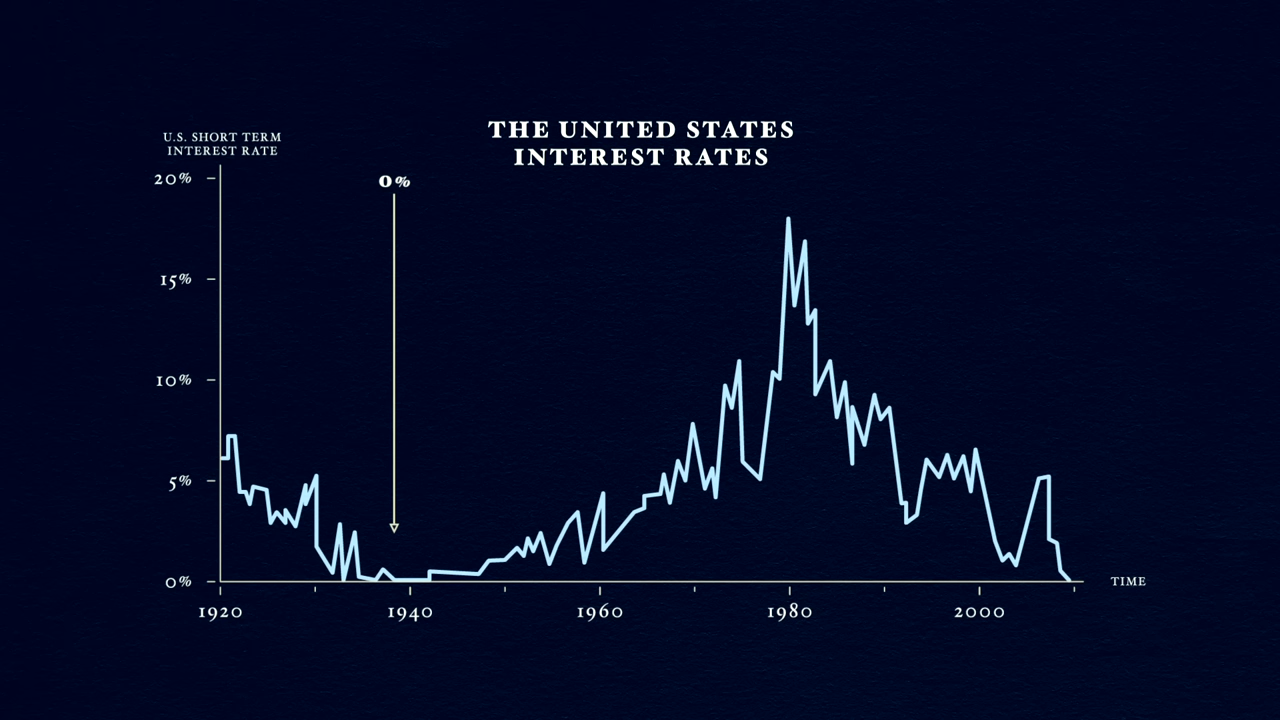 THE UNITED STATES
INTEREST RATES
U.S. SHORT TERM
INTEREST RATE
20%
0%
15%
10%
5%
0%
TIME
1920
1940
1960
1980
2000